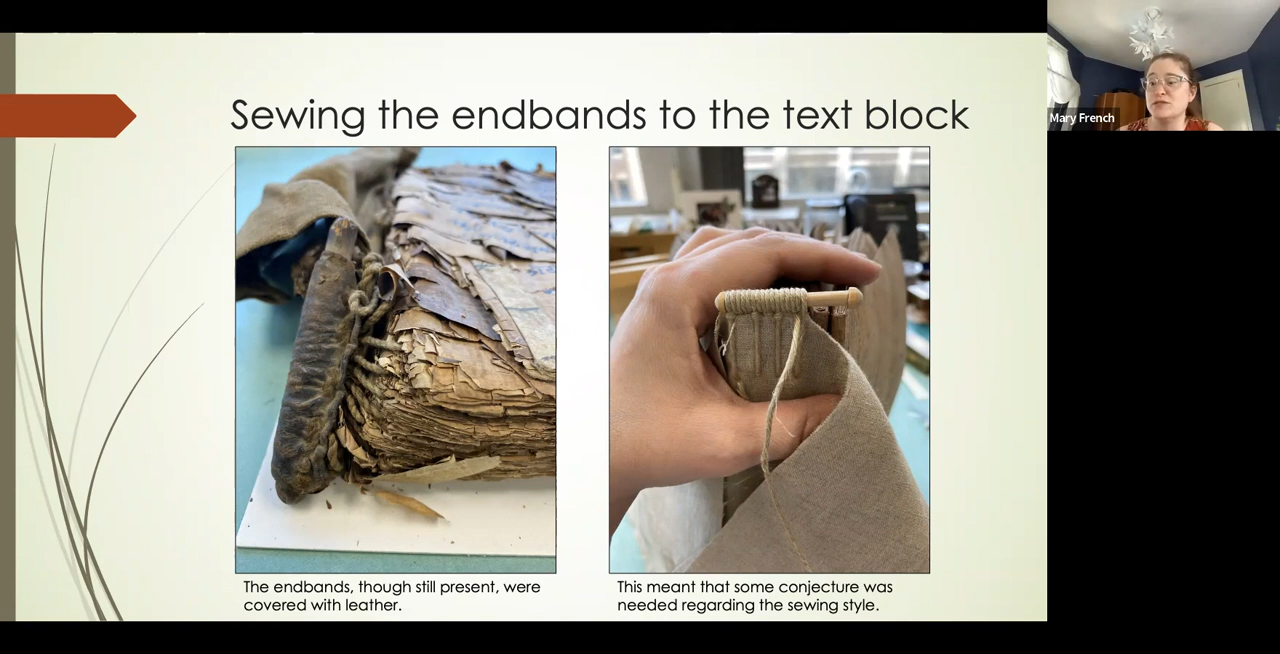 Sewing the endbands to the text block
Mary French
The endbands, though still present, were
covered with leather.
This meant that some conjecture was
needed regarding the sewing style.